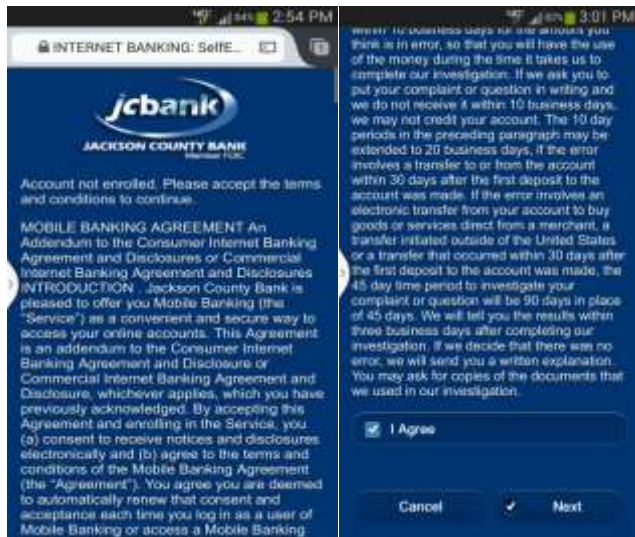 84% 2:54 PM
INTERNET BANKING: SelfE...
jcbank
JACKSON COUNTY BANK
Member FDIC
Account not enrolled. Please accept the terms
and conditions to continue.
MOBILE BANKING AGREEMENT An
Addendum to the Consumer Internet Banking
Agreement and Disclosures or Commercial
Internet Banking Agreement and Disclosures
INTRODUCTION . Jackson County Bank is
pleased to offer you Mobile Banking (the
"Service") as a convenient and secure way to
access your online accounts. This Agreement
is an addendum to the Consumer Internet
Banking Agreement and Disclosure or
Commercial Internet Banking Agreement and
Disclosure, whichever applies, which you have
previously acknowledged. By accepting this
Agreement and enrolling in the Service, you
(a) consent to receive notices and disclosures
electronically and (b) agree to the terms and
conditions of the Mobile Banking Agreement
(the "Agreement"). You agree you are deemed
to automatically renew that consent and
acceptance each time you log in as a user of
Mobile Banking or access a Mobile Banking
3:01 PM
within 10 business days for the amount you
think is in error, so that you will have the use
of the money during the time it takes us to
complete our investigation. If we ask you to
put your complaint or question in writing and
we do not receive it within 10 business days,
we may not credit your account. The 10 day
periods in the preceding paragraph may be
extended to 20 business days, if the error
involves a transfer to or from the account
within 30 days after the first deposit to the
account was made. If the error involves an
electronic transfer from your account to buy
goods or services direct from a merchant, a
transfer initiated outside of the United States
or a transfer that occurred within 30 days after
the first deposit to the account was made, the
45 day time period to investigate your
complaint or question will be 90 days in place
of 45 days. We will tell you the results within
three business days after completing our
investigation. If we decide that there was no
error, we will send you a written explanation.
You may ask for copies of the documents that
we used in our investigation.
I Agree
Cancel
Next